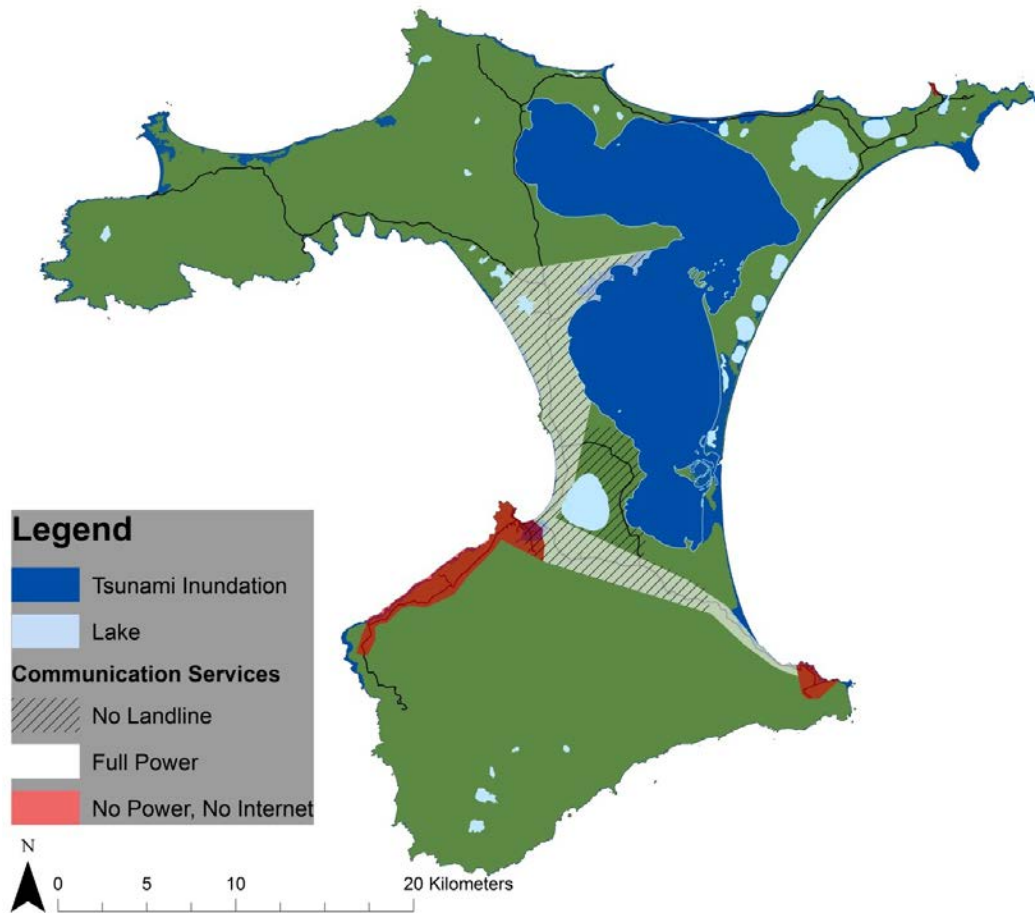 Legend
Tsunami Inundation
Lake
Communication Services
No Landline
Full Power
No Power, No Internet
N
0 5 10 20 Kilometers